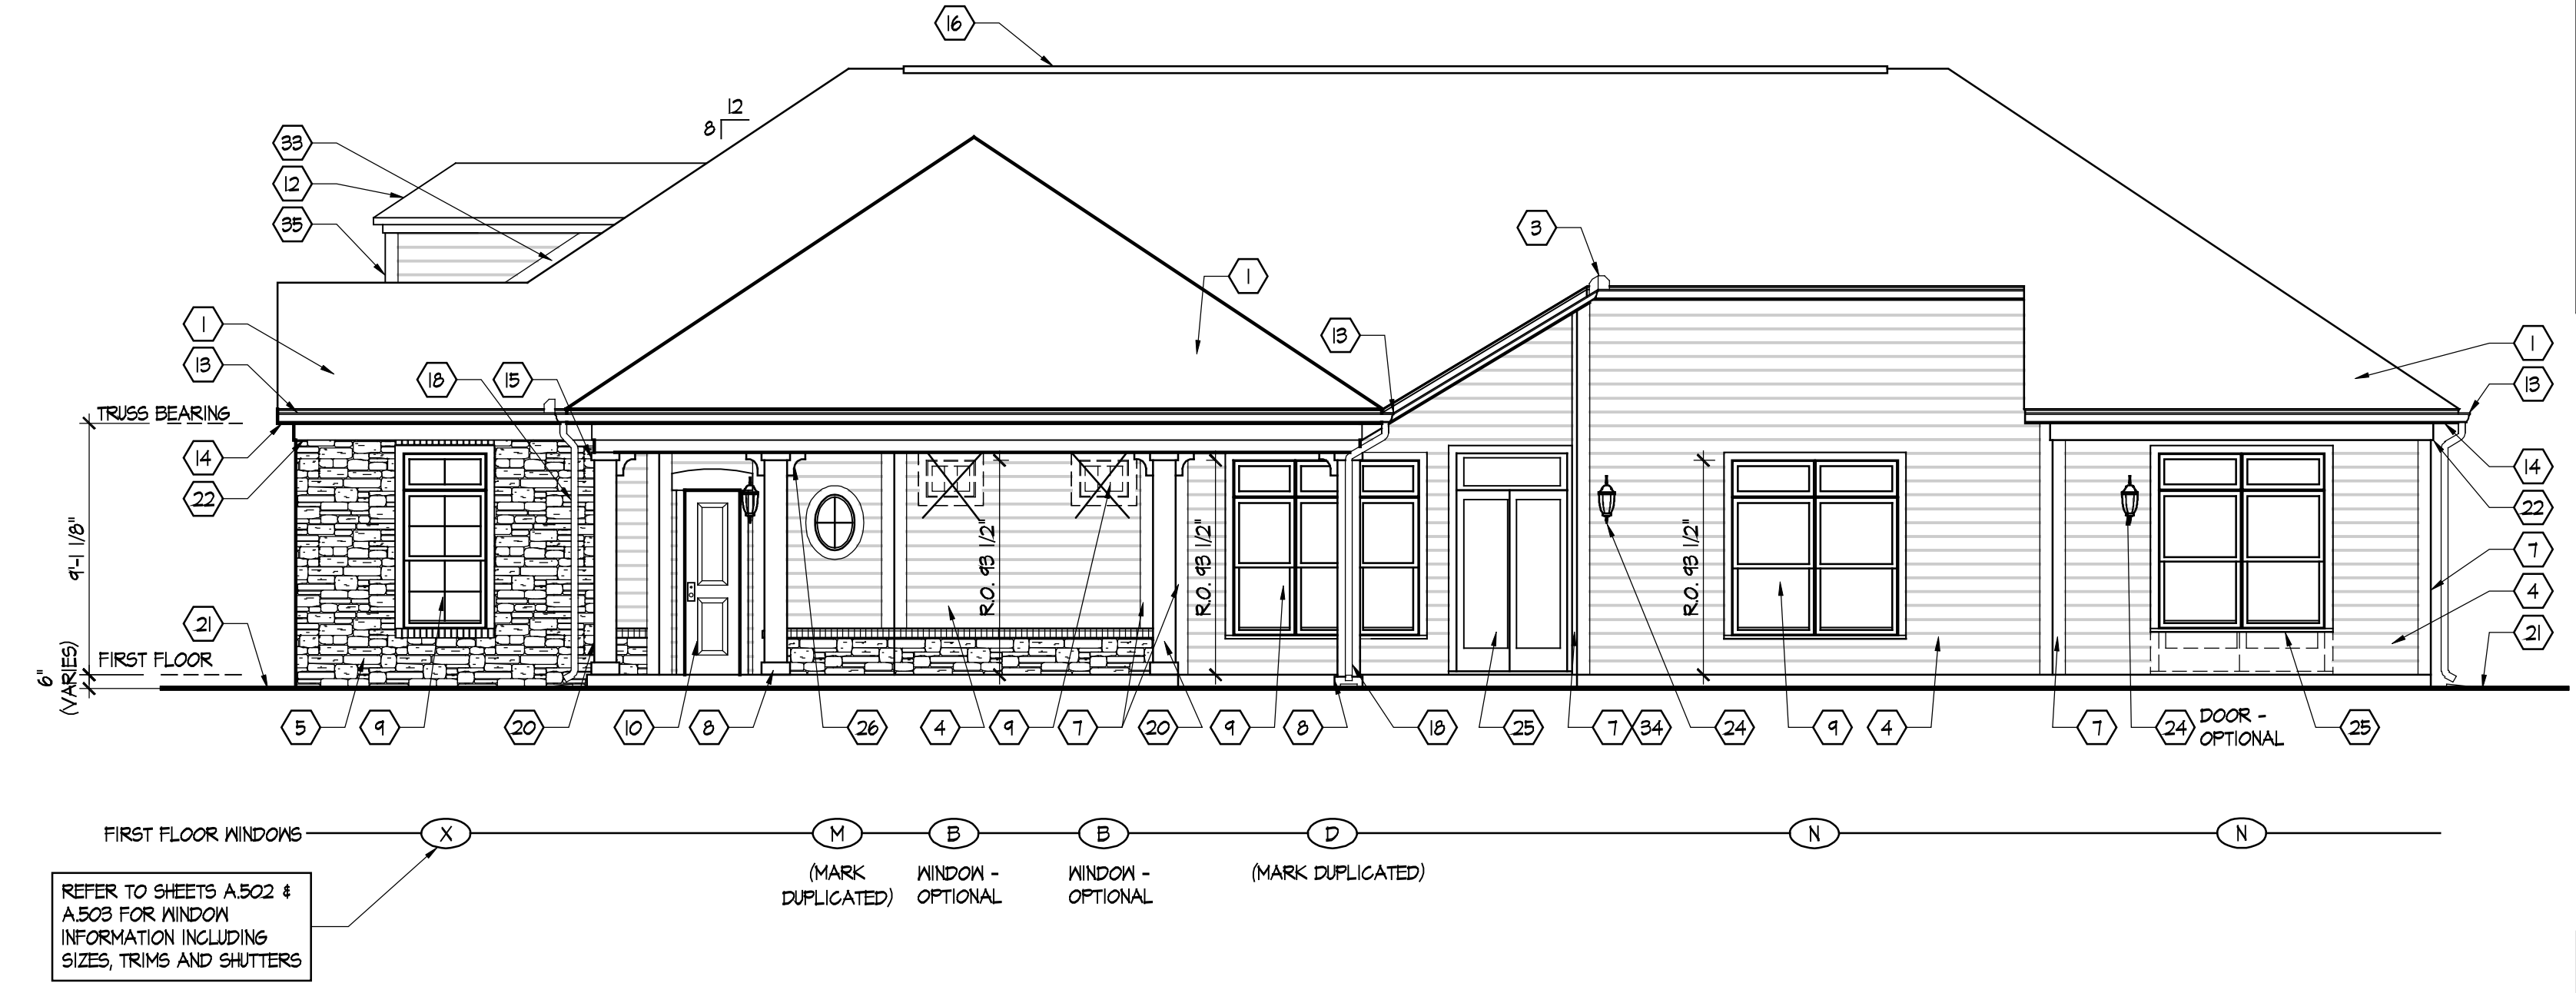 16
12
8
33
12
35
3
1
13
1
1
13
18
15
13
TRUSS BEARING
14
22
14
22
9'-1 1/8"
R.O. 93 1/2"
R.O. 93 1/2"
R.O. 93 1/2"
7
4
21
21
FIRST FLOOR
6"
(VARIES)
5
9
20
10
8
26
4
9
7
20
9
8
18
25
7
34
24
9
4
7
24
DOOR -
OPTIONAL
25
FIRST FLOOR WINDOWS
X
M
B
B
D
N
N
(MARK
DUPLICATED)
WINDOW -
OPTIONAL
WINDOW -
OPTIONAL
(MARK DUPLICATED)
REFER TO SHEETS A.502 &
A.503 FOR WINDOW
INFORMATION INCLUDING
SIZES, TRIMS AND SHUTTERS